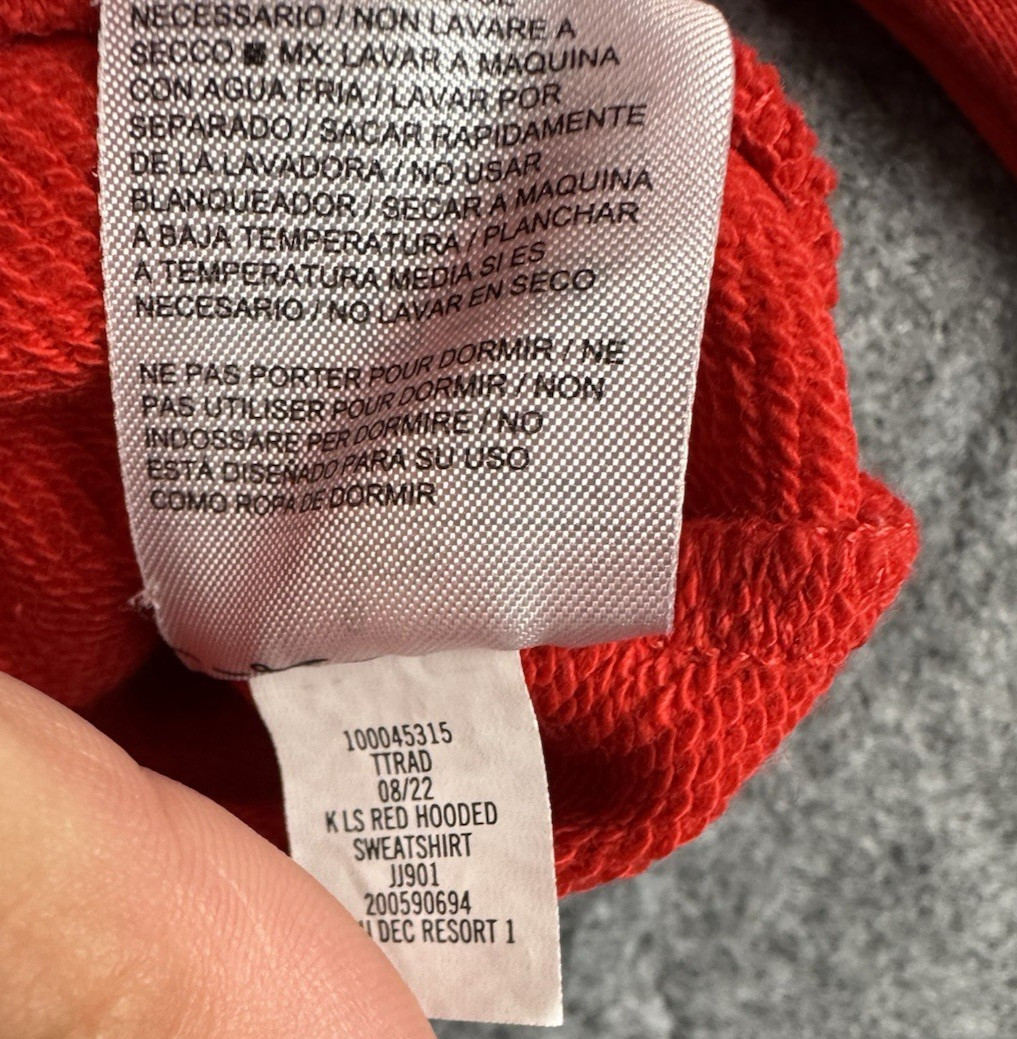 NECESSARIO / NON LAVARE A
SECCO MX: LAVAR A MAQUINA
CON AGUA FRIA / LAVAR POR
SEPARADO / SACAR RAPIDAMENTE
DE LA LAVADORA / NO USAR
BLANQUEADOR / SECAR A MAQUINA
A BAJA TEMPERATURA / PLANCHAR
A TEMPERATURA MEDIA SI ES
NECESARIO / NO LAVAR EN SECO
NE PAS PORTER POUR DORMIR / NE
PAS UTILISER POUR DORMIR / NON
INDOSSARE PER DORMIRE / NO
ESTÁ DISENADO PARA SU USO
COMO ROPA DE DORMIR
100045315
TTRAD
08/22
K LS RED HOODED
SWEATSHIRT
JJ901
200590694
DEC RESORT 1